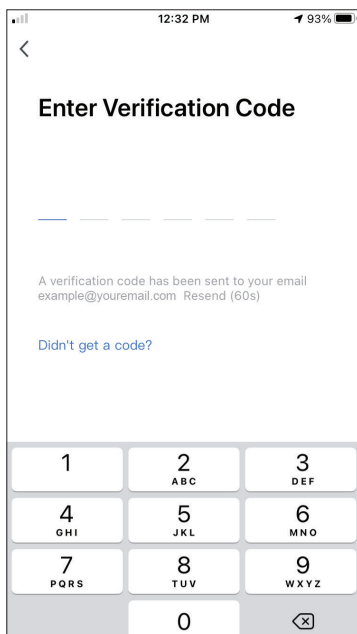 12:32 PM 93%
Enter Verification Code
A verification code has been sent to your email
example@youremail.com Resend (60s)
Didn't get a code?
1 2 3
ABC DEF
4 5 6
GHI JKL MNO
7 8 9
PQRS TUV WXYZ
0